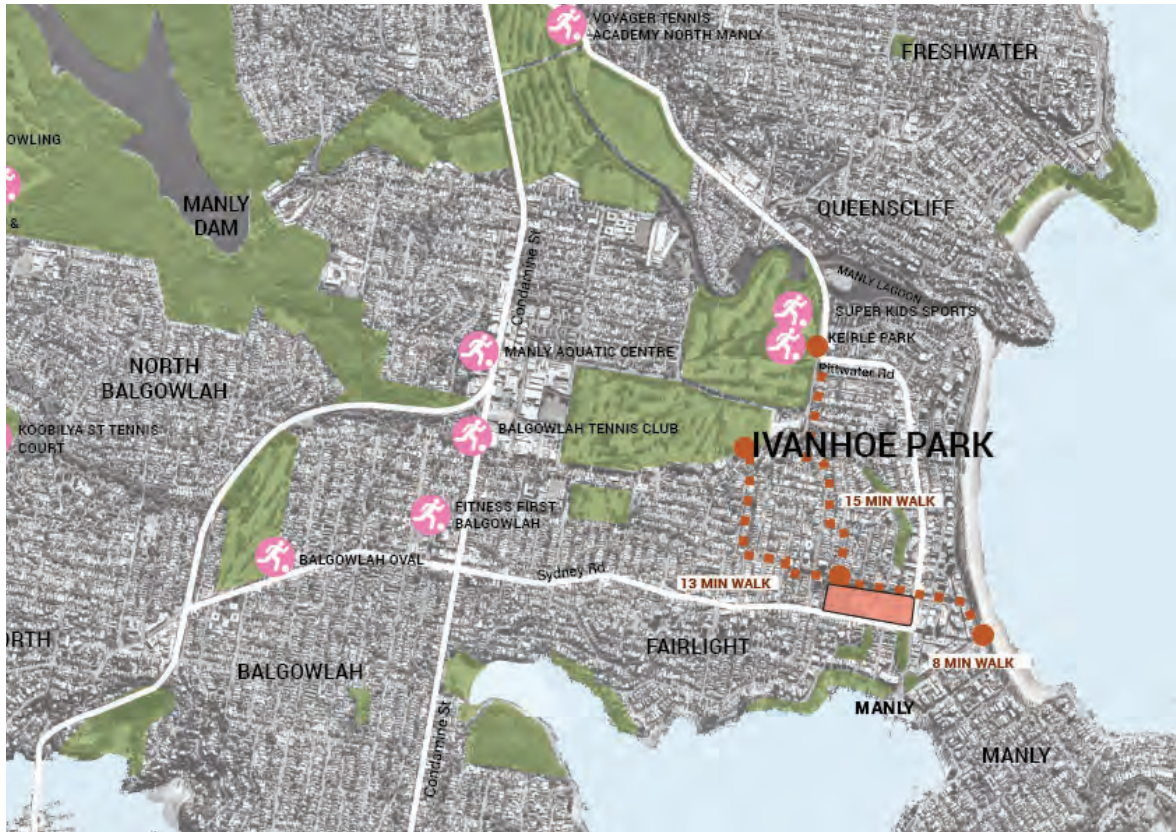 VOYAGER TENNIS
ACADEMY NORTH MANLY
FRESHWATER
OWLING
&
MANLY
DAM
QUEENSCLIFF
Condamine St
MANLY LAGOON
SUPER KIDS SPORTS
KEIRLE PARK
MANLY AQUATIC CENTRE
Pittwater Rd
NORTH
BALGOWLAH
KOOBILYA ST TENNIS
COURT
BALGOWLAH TENNIS CLUB
IVANHOE PARK
15 MIN WALK
FITNESS FIRST
BALGOWLAH
BALGOWLAH OVAL
Sydney Rd
13 MIN WALK
ORTH
BALGOWLAH
FAIRLIGHT
8 MIN WALK
Condamine St
MANLY
MANLY